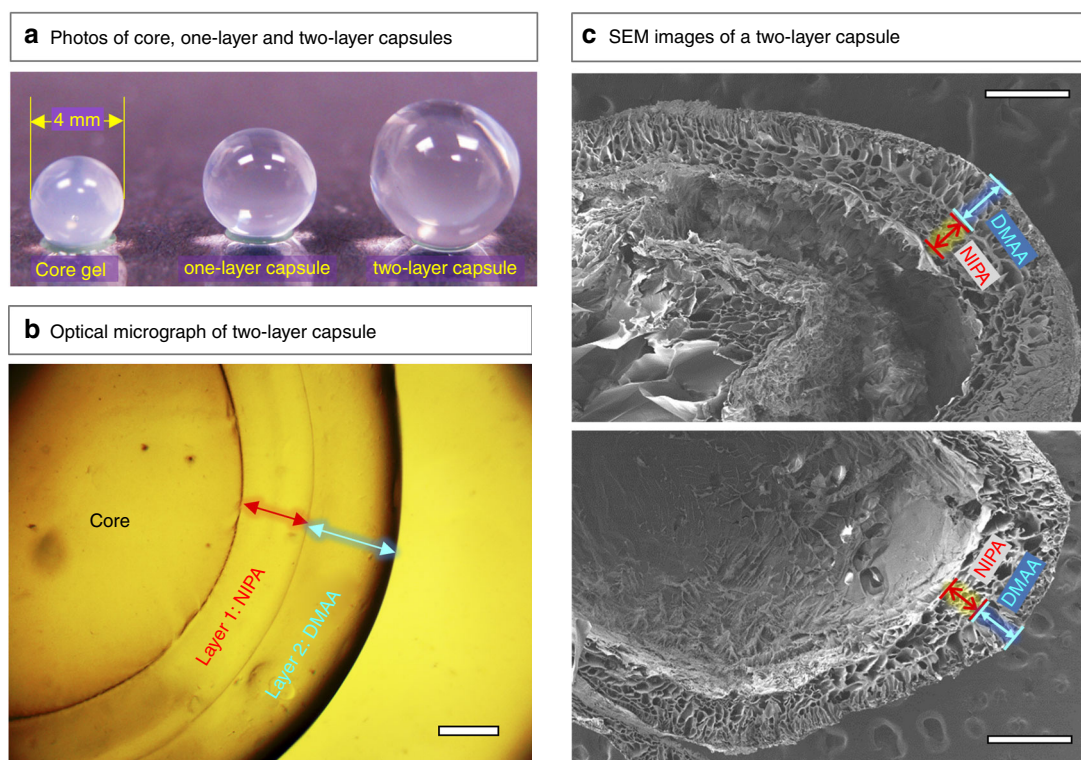 a Photos of core, one-layer and two-layer capsules
4 mm
Core gel
one-layer capsule
two-layer capsule
b Optical micrograph of two-layer capsule
Core
Layer 1: NIPA
Layer 2: DMAA
c SEM images of a two-layer capsule
DMAA
NIPA
NIPA
DMAA